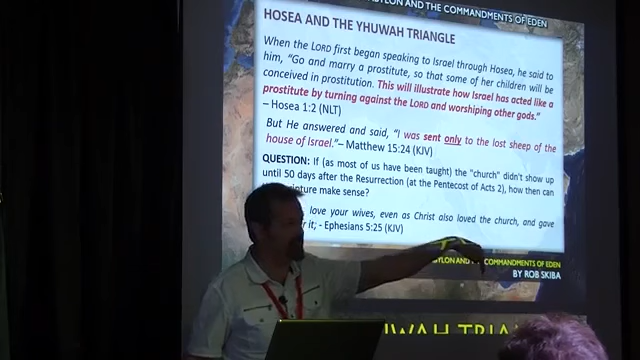 BYLON AND THE COMMANDMENTS OF EDEN
HOSEA AND THE YHUWAH TRIANGLE
When the LORD first began speaking to Israel through Hosea, he said to
him, “Go and marry a prostitute, so that some of her children will be
conceived in prostitution. This will illustrate how Israel has acted like a
prostitute by turning against the LORD and worshiping other gods.”
– Hosea 1:2 (NLT)
But He answered and said, “I was sent only to the lost sheep of the
house of Israel.”– Matthew 15:24 (KJV)
QUESTION: If (as most of us have been taught) the "church" didn't show up
until 50 days after the Resurrection (at the Pentecost of Acts 2), how then can
make sense?
love your wives, even as Christ also loved the church, and gave
it; - Ephesians 5:25 (KJV)
COMMANDMENTS OF EDEN
BY ROB SKIBA